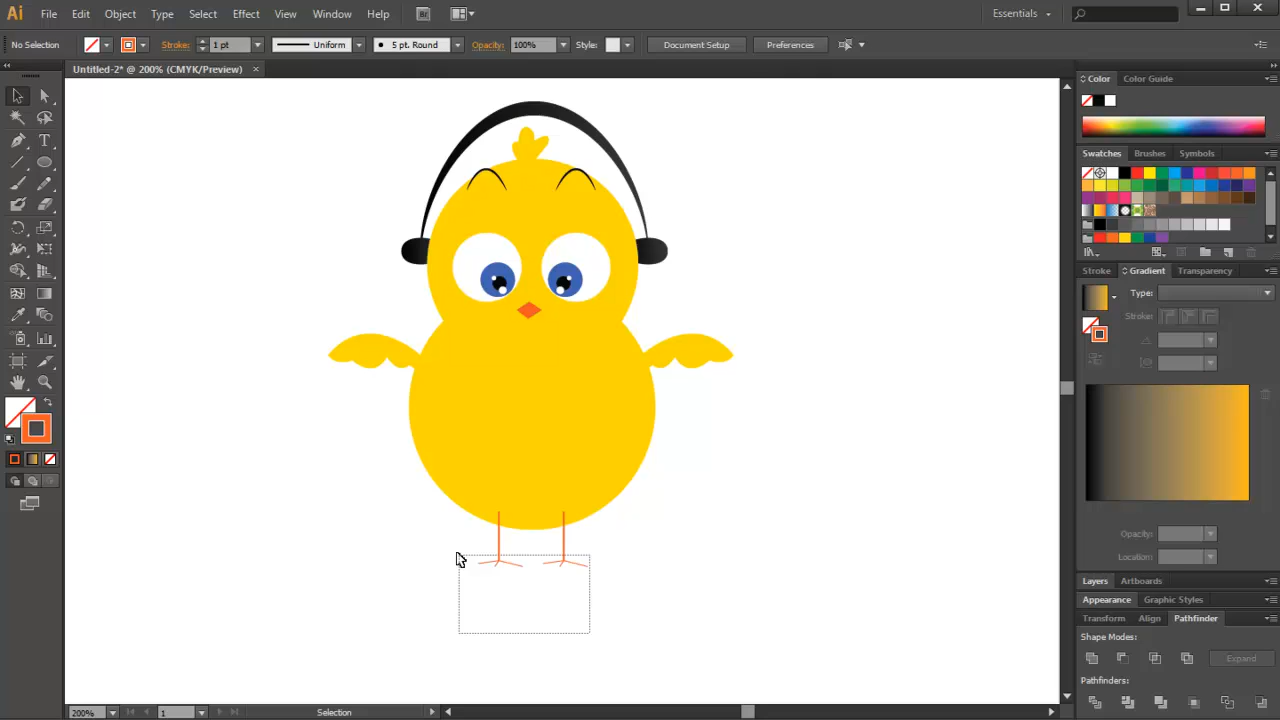 Ai File Edit Object Type Select Effect View Window Help Br Essentials
No Selection Stroke: 1 pt Uniform 5 pt. Round Opacity: 100% Style: Document Setup Preferences
Untitled-2* @ 200% (CMYK/Preview)
Color Color Guide
Swatches Brushes Symbols
Stroke Gradient Transparency
Type:
Stroke:
Opacity:
Location:
Layers Artboards
Appearance Graphic Styles
Transform Align Pathfinder
Shape Modes:
Expand
Pathfinders:
200% 1 Selection